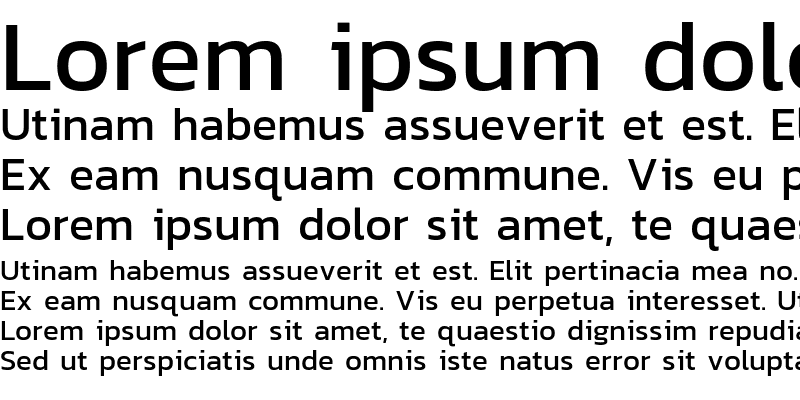 Lorem ipsum dolo
Utinam habemus assueverit et est. El
Ex eam nusquam commune. Vis eu p
Lorem ipsum dolor sit amet, te quaes
Utinam habemus assueverit et est. Elit pertinacia mea no.
Ex eam nusquam commune. Vis eu perpetua interesset. Ut
Lorem ipsum dolor sit amet, te quaestio dignissim repudia
Sed ut perspiciatis unde omnis iste natus error sit volupta